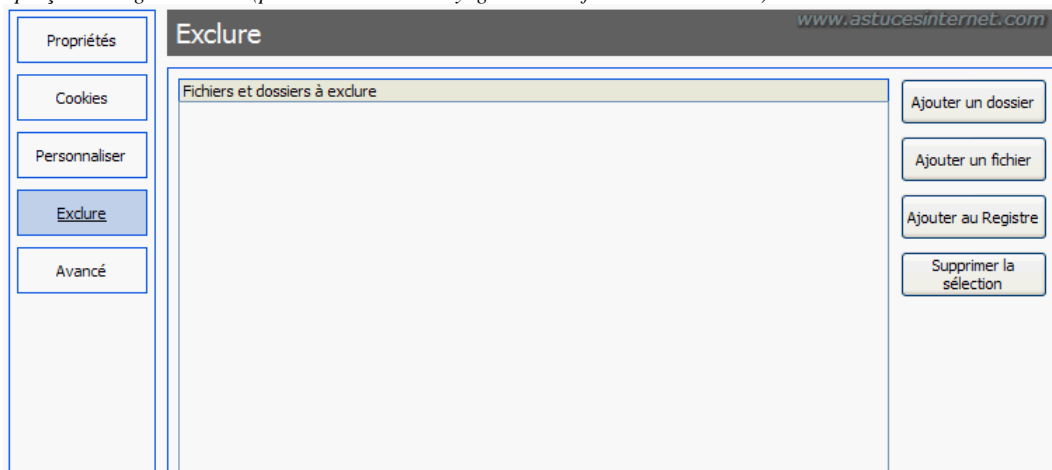 www.astucesinternet.com
Exclure
Propriétés
Cookies
Personnaliser
Exclure
Avancé
Fichiers et dossiers à exclure
Ajouter un dossier
Ajouter un fichier
Ajouter au Registre
Supprimer la
sélection